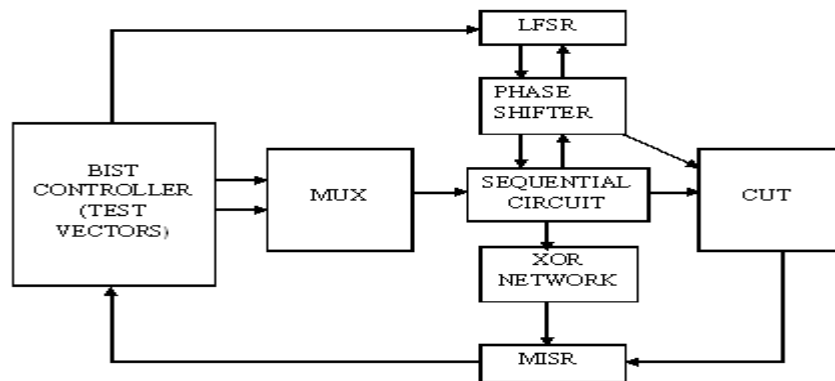 LFSR
PHASE
SHIFTER
BIST
CONTROLLER
(TEST
VECTORS)
MUX
SEQUENTIAL
CIRCUIT
CUT
XOR
NETWORK
MISR